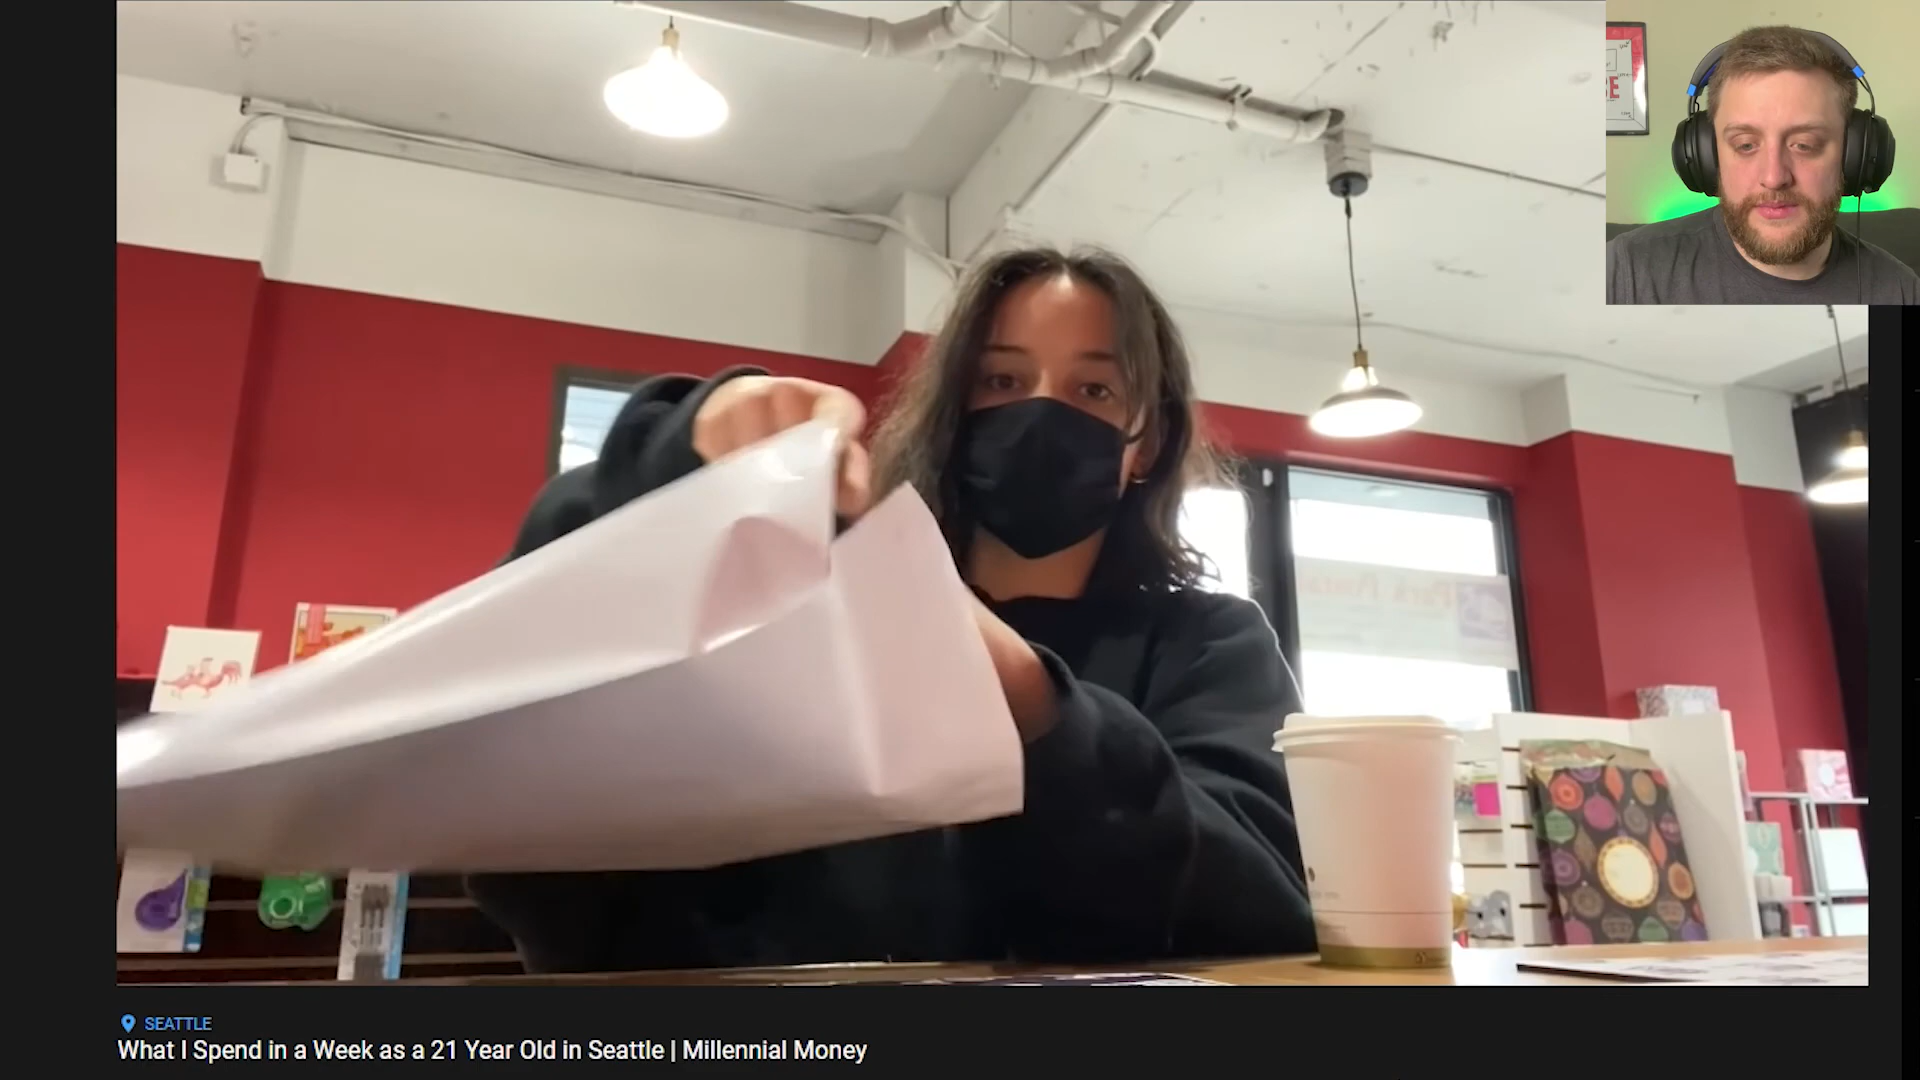 SEATTLE
What I Spend in a Week as a 21 Year Old in Seattle | Millennial Money